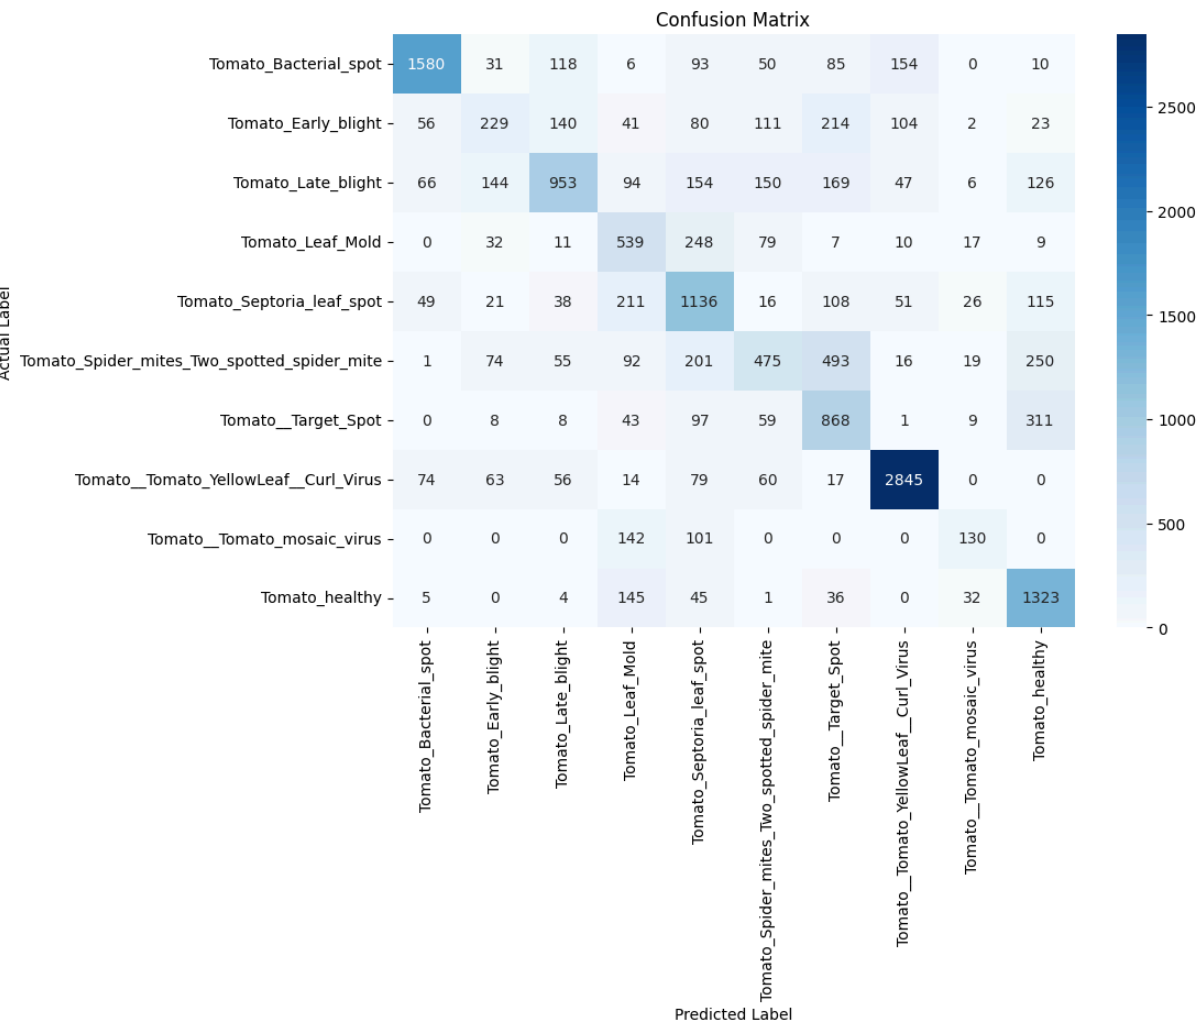 Confusion Matrix
Tomato_Bacterial_spot 1580 31 118 6 93 50 85 154 0 10
Tomato_Early_blight 56 229 140 41 80 111 214 104 2 23
Tomato_Late_blight 66 144 953 94 154 150 169 47 6 126
Tomato_Leaf_Mold 0 32 11 539 248 79 7 10 17 9
Tomato_Septoria_leaf_spot 49 21 38 211 1136 16 108 51 26 115
Tomato_Spider_mites_Two_spotted_spider_mite 1 74 55 92 201 475 493 16 19 250
Tomato__Target_Spot 0 8 8 43 97 59 868 1 9 311
Tomato__Tomato_YellowLeaf__Curl_Virus 74 63 56 14 79 60 17 2845 0 0
Tomato__Tomato_mosaic_virus 0 0 0 142 101 0 0 0 130 0
Tomato_healthy 5 0 4 145 45 1 36 0 32 1323
Actual Label
Tomato_Bacterial_spot
Tomato_Early_blight
Tomato_Late_blight
Tomato_Leaf_Mold
Tomato_Septoria_leaf_spot
Tomato_Spider_mites_Two_spotted_spider_mite
Tomato__Target_Spot
Tomato__Tomato_YellowLeaf__Curl_Virus
Tomato__Tomato_mosaic_virus
Tomato_healthy
Predicted Label
2500
2000
1500
1000
500
0